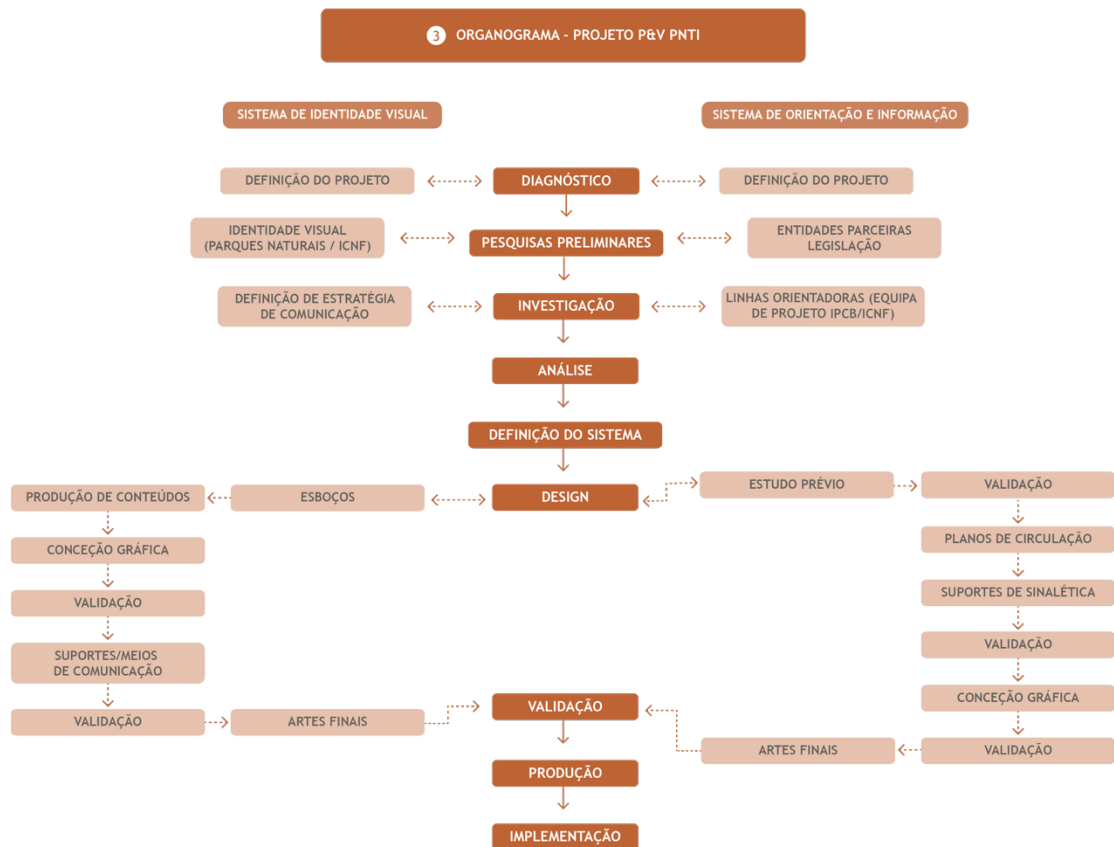 3 ORGANOGRAMA - PROJETO P&V PNTI
SISTEMA DE IDENTIDADE VISUAL
SISTEMA DE ORIENTAÇÃO E INFORMAÇÃO
DEFINIÇÃO DO PROJETO
DIAGNÓSTICO
DEFINIÇÃO DO PROJETO
IDENTIDADE VISUAL
(PARQUES NATURAIS / ICNF)
PESQUISAS PRELIMINARES
ENTIDADES PARCEIRAS
LEGISLAÇÃO
DEFINIÇÃO DE ESTRATÉGIA
DE COMUNICAÇÃO
INVESTIGAÇÃO
LINHAS ORIENTADORAS (EQUIPA
DE PROJETO IPCB/ICNF)
ANÁLISE
DEFINIÇÃO DO SISTEMA
PRODUÇÃO DE CONTEÚDOS
ESBOÇOS
DESIGN
ESTUDO PRÉVIO
VALIDAÇÃO
CONCEÇÃO GRÁFICA
PLANOS DE CIRCULAÇÃO
VALIDAÇÃO
SUPORTES DE SINALÉTICA
SUPORTES/MEIOS
DE COMUNICAÇÃO
VALIDAÇÃO
CONCEÇÃO GRÁFICA
VALIDAÇÃO
ARTES FINAIS
VALIDAÇÃO
ARTES FINAIS
VALIDAÇÃO
PRODUÇÃO
IMPLEMENTAÇÃO